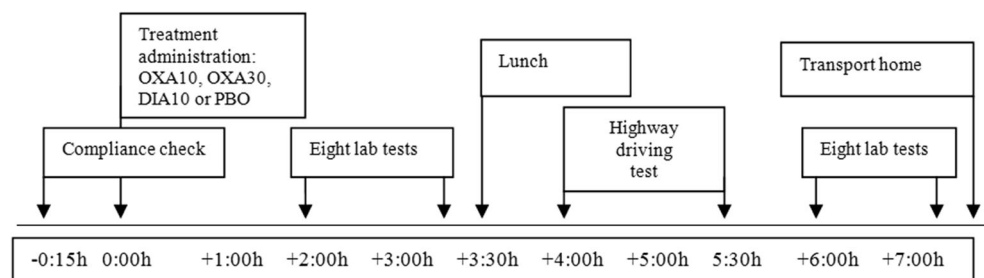 Treatment
administration:
OXA10, OXA30,
DIA10 or PBO
Lunch
Transport home
Compliance check
Eight lab tests
Highway
driving
test
Eight lab tests
-0:15h 0:00h +1:00h +2:00h +3:00h +3:30h +4:00h +5:00h 5:30h +6:00h +7:00h